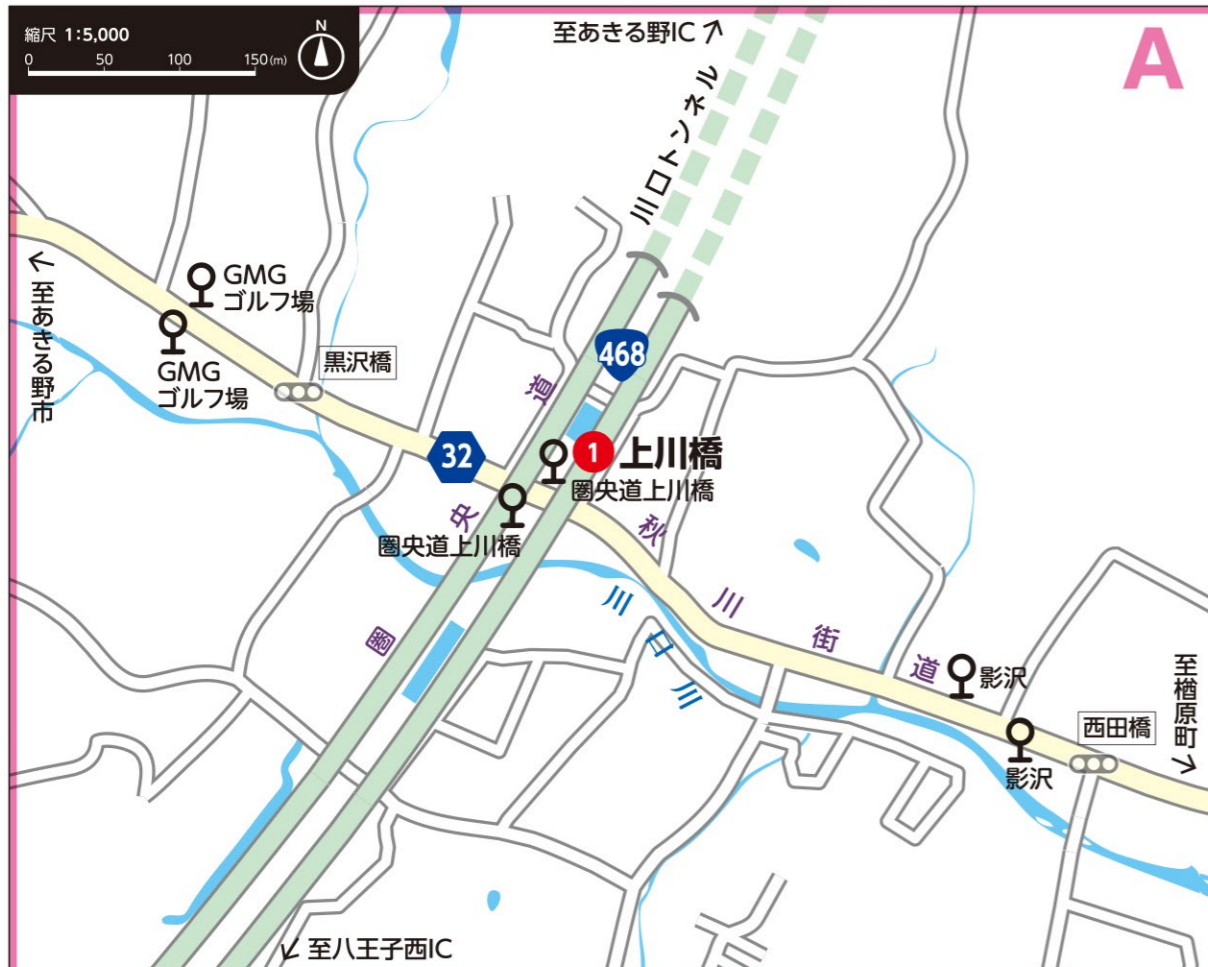 縮尺 1:5,000
0 50 100 150(m)
N
至あきる野IC
A
川口トンネル
GMG
ゴルフ場
至あきる野市
GMG
ゴルフ場
黒沢橋
468
道
32
1 上川橋
圏央道上川橋
央
圏央道上川橋
秋川街道
圏
川口川
影沢
至楢原町
西田橋
影沢
至八王子西IC